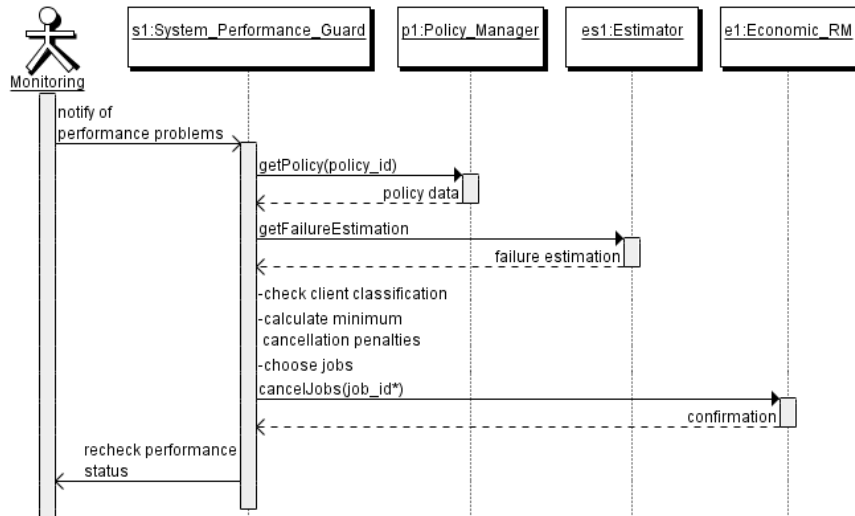 s1:System_Performance_Guard
p1:Policy_Manager
es1:Estimator
e1:Economic_RM
Monitoring
notify of
performance problems
getPolicy(policy_id)
policy data
getFailureEstimation
failure estimation
-check client classification
-calculate minimum
cancellation penalties
-choose jobs
cancelJobs(job_id*)
confirmation
recheck performance
status